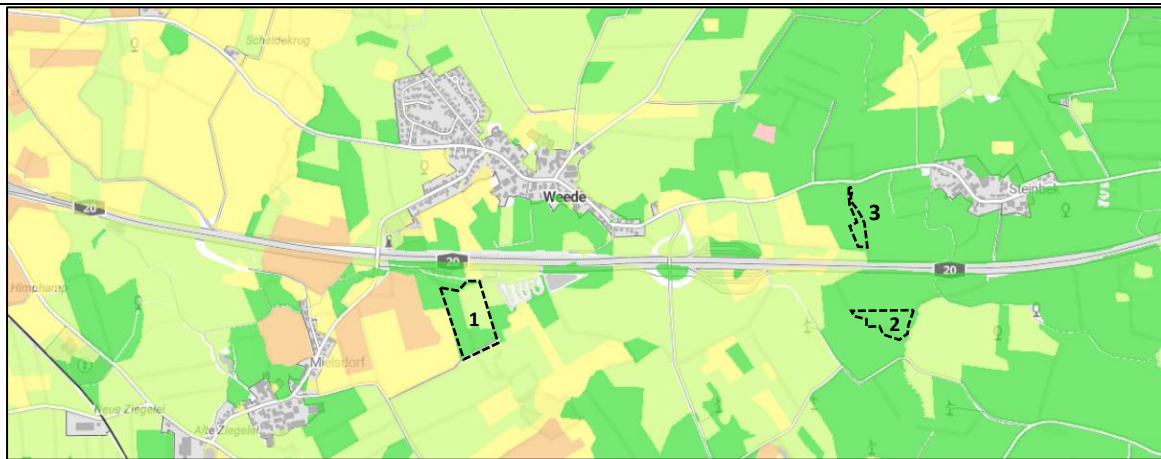 Scheidekrug
Weede
Steinbek
20
3
20
20
Himphamp
1
2
Mielsdorf
Neue Ziegelei
Alte Ziegelei